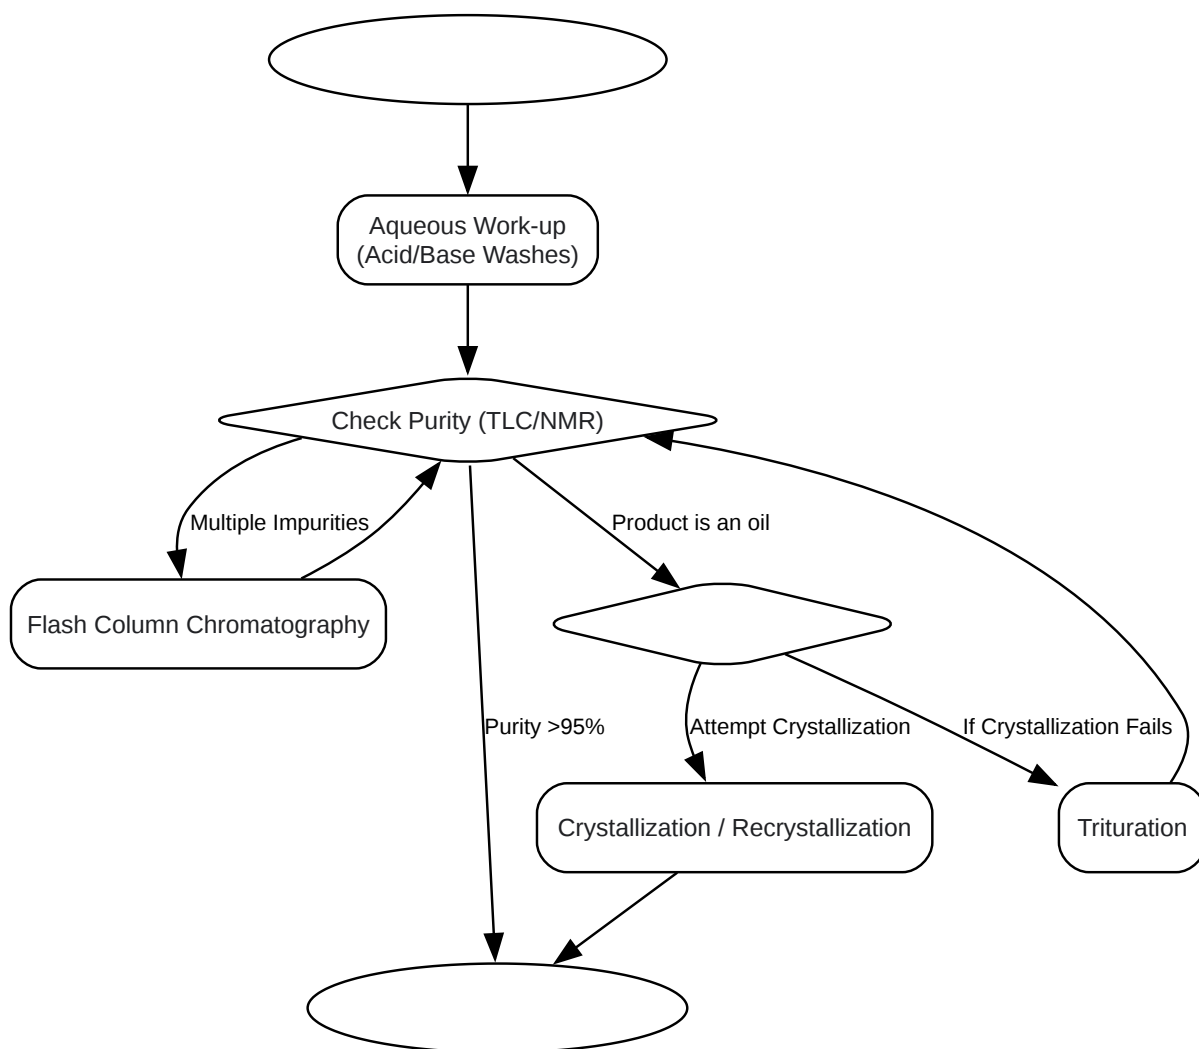 Aqueous Work-up
(Acid/Base Washes)
Check Purity (TLC/NMR)
Multiple Impurities
Product is an oil
Flash Column Chromatography
Purity >95%
Attempt Crystallization
If Crystallization Fails
Crystallization / Recrystallization
Trituration